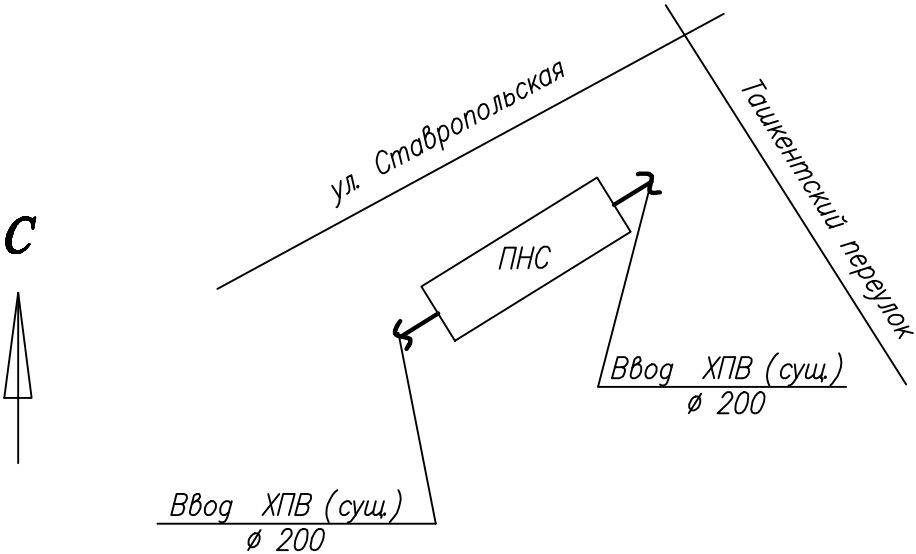 ул. Ставропольская
Ташкентский переулок
С
ПНС
Ввод ХПВ (сущ.)
ø 200
Ввод ХПВ (сущ.)
ø 200